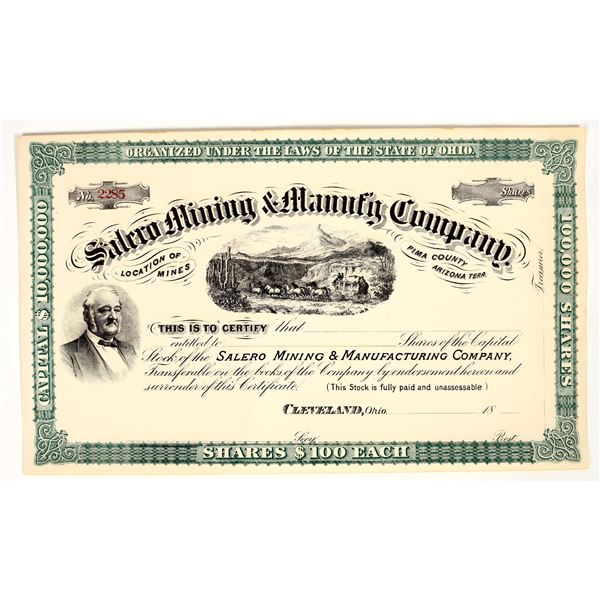 ORGANIZED UNDER THE LAWS OF THE STATE OF OHIO.
No. 2285
Shares
Salero Mining & Manuf'g Company.
LOCATION OF MINES
PIMA COUNTY ARIZONA TERR.
CAPITAL $10,000,000
100,000 SHARES
Treasurer
THIS IS TO CERTIFY that
entitled to Shares of the Capital
Stock of the SALERO MINING & MANUFACTURING COMPANY,
Transferable on the books of the Company by endorsement hereon and
surrender of this Certificate. (This Stock is fully paid and unassessable)
CLEVELAND, Ohio. 18
Secy. Prest.
SHARES $100 EACH